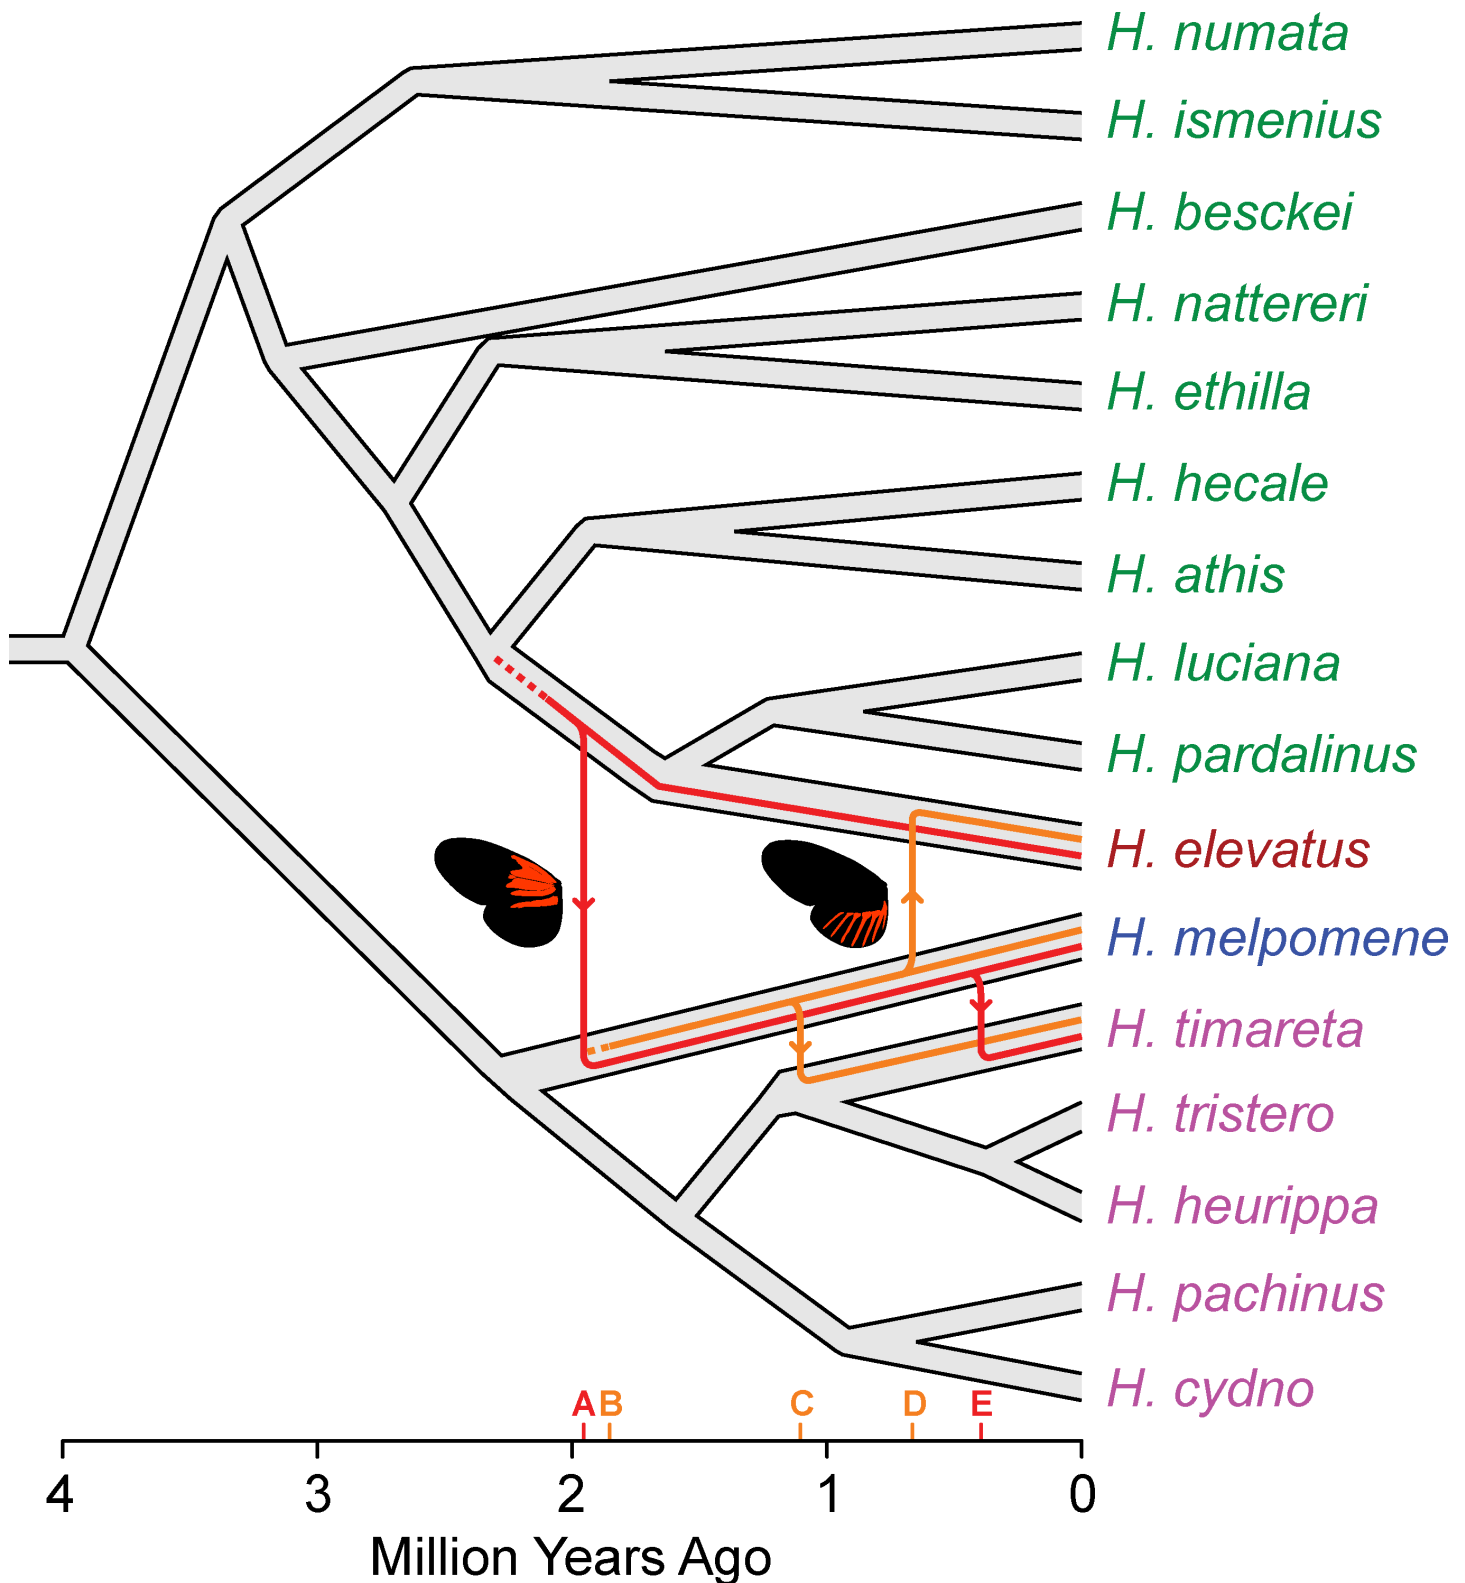 H. numata
H. ismenius
H. besckei
H. nattereri
H. ethilla
H. hecale
H. athis
H. luciana
H. pardalinus
H. elevatus
H. melpomene
H. timareta
H. tristero
H. heurippa
H. pachinus
H. cydno
A B C D E
4 3 2 1 0
Million Years Ago